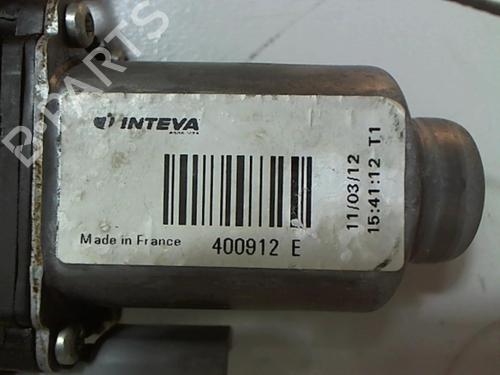 INTEVA
Made in France
400912 E
11/03/12
15:41:12 T1
B-PARTS